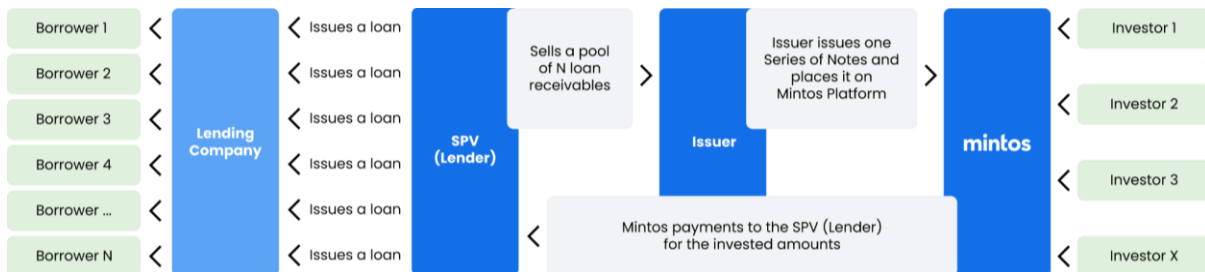 Borrower 1
Borrower 2
Borrower 3
Borrower 4
Borrower ...
Borrower N
Lending
Company
Issues a loan
Issues a loan
Issues a loan
Issues a loan
Issues a loan
Issues a loan
SPV
(Lender)
Sells a pool
of N loan
receivables
Issuer
Issuer issues one
Series of Notes and
places it on
Mintos Platform
Mintos payments to the SPV (Lender)
for the invested amounts
mintos
Investor 1
Investor 2
Investor 3
Investor X